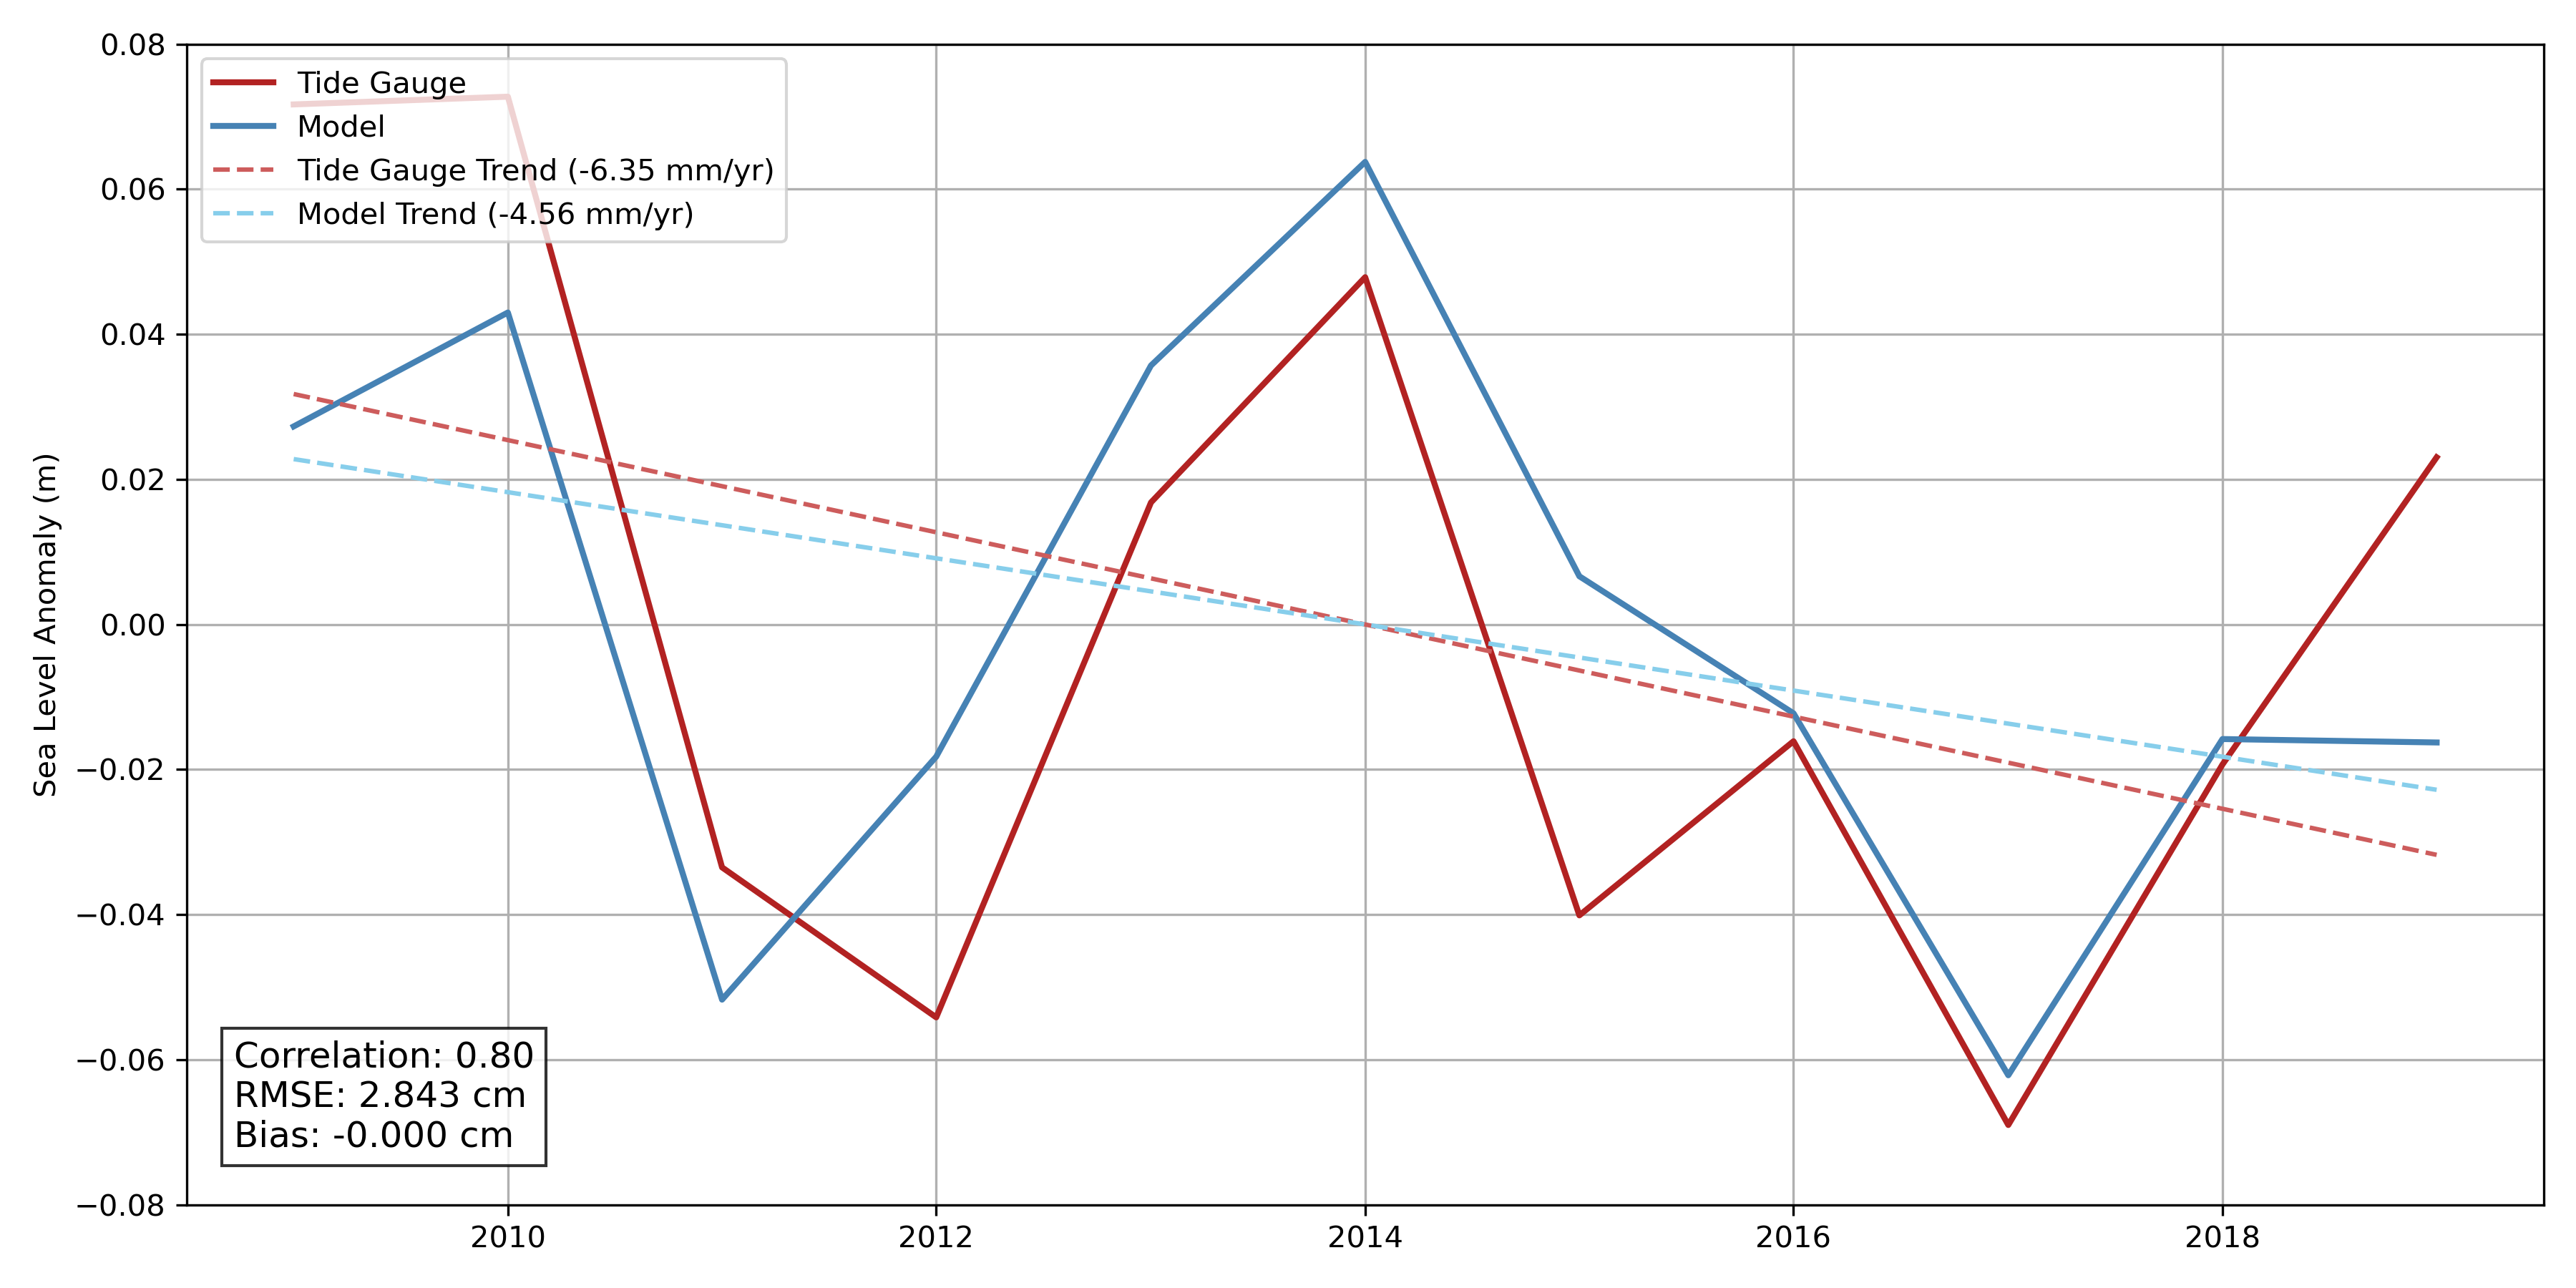 0.08
0.06
0.04
0.02
0.00
−0.02
−0.04
−0.06
−0.08
Sea Level Anomaly (m)
Tide Gauge
Model
Tide Gauge Trend (-6.35 mm/yr)
Model Trend (-4.56 mm/yr)
Correlation: 0.80
RMSE: 2.843 cm
Bias: -0.000 cm
2010 2012 2014 2016 2018